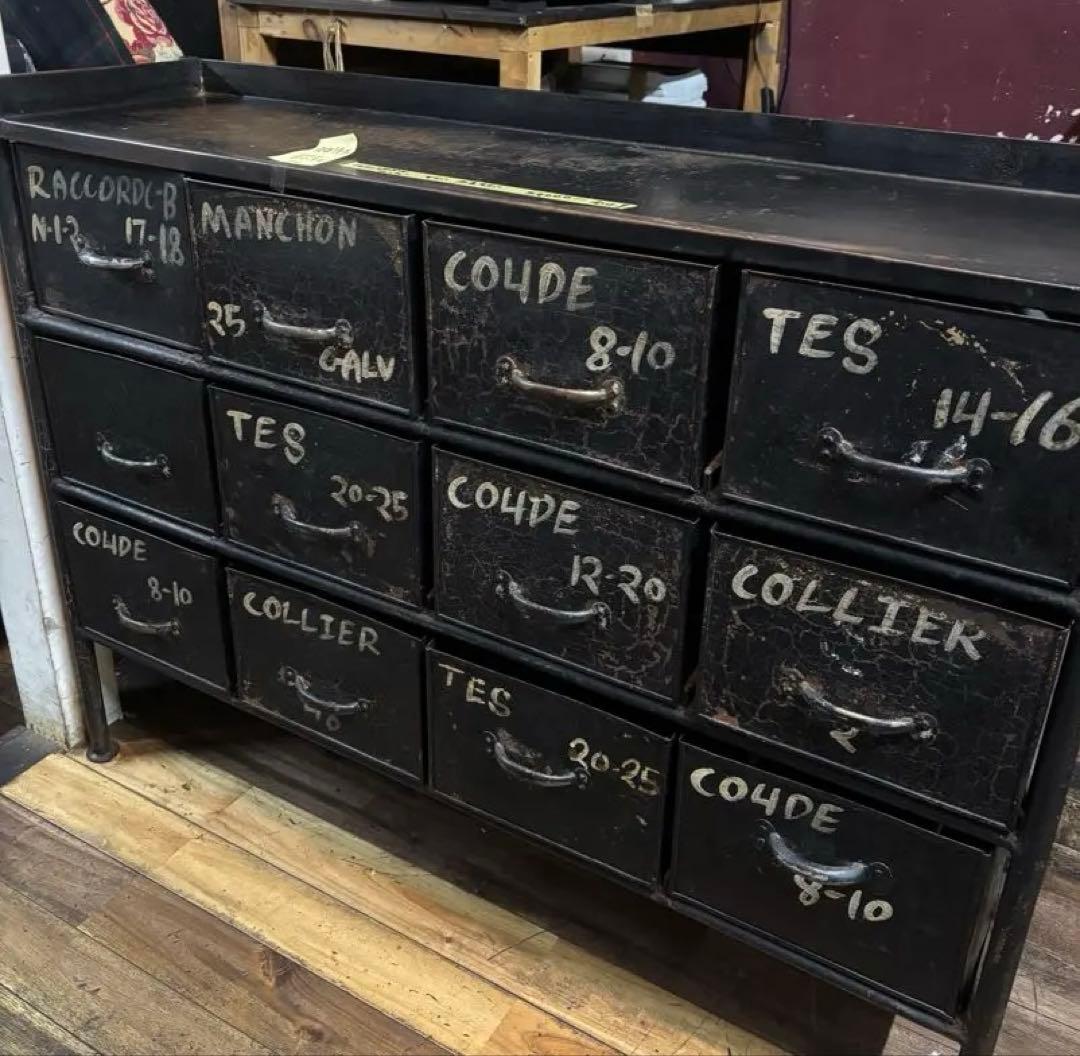 RACCORDC-B
N-1-2 17-18
MANCHON
25
GALV
COUDE
8-10
TES
14-16
TES
20-25
COUDE
12-20
COLLIER
2
COUDE
8-10
COLLIER
TES
20-25
COUDE
8-10